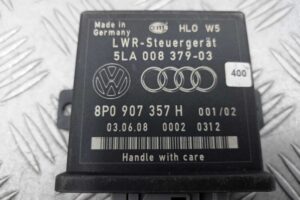 Made in
Germany
HLO W5
LWR-Steuergerät
5LA 008 379-03
400
8P0 907 357 H 001/02
03.06.08 0002 0312
Handle with care